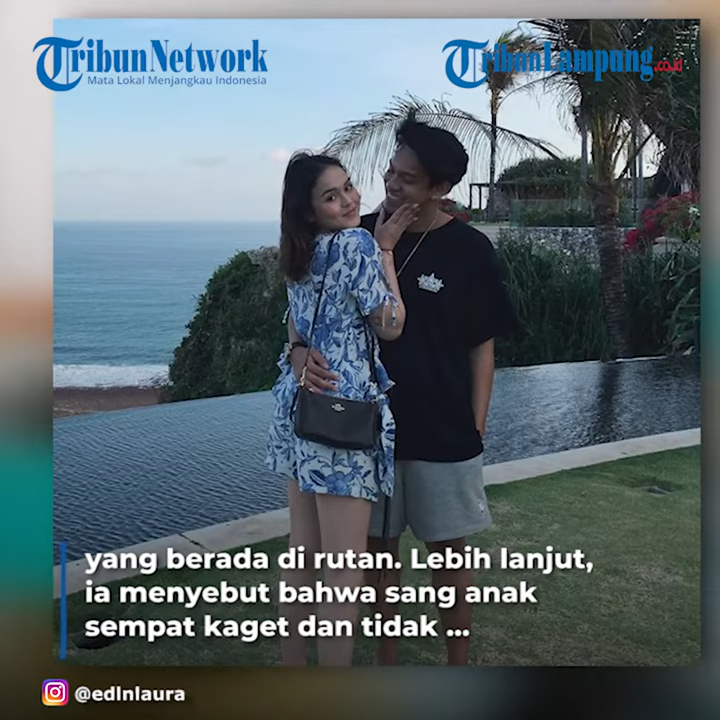 TribunNetwork
Mata Lokal Menjangkau Indonesia
TribunLampung.co.id
yang berada di rutan. Lebih lanjut,
ia menyebut bahwa sang anak
sempat kaget dan tidak ...
@edlnlaura